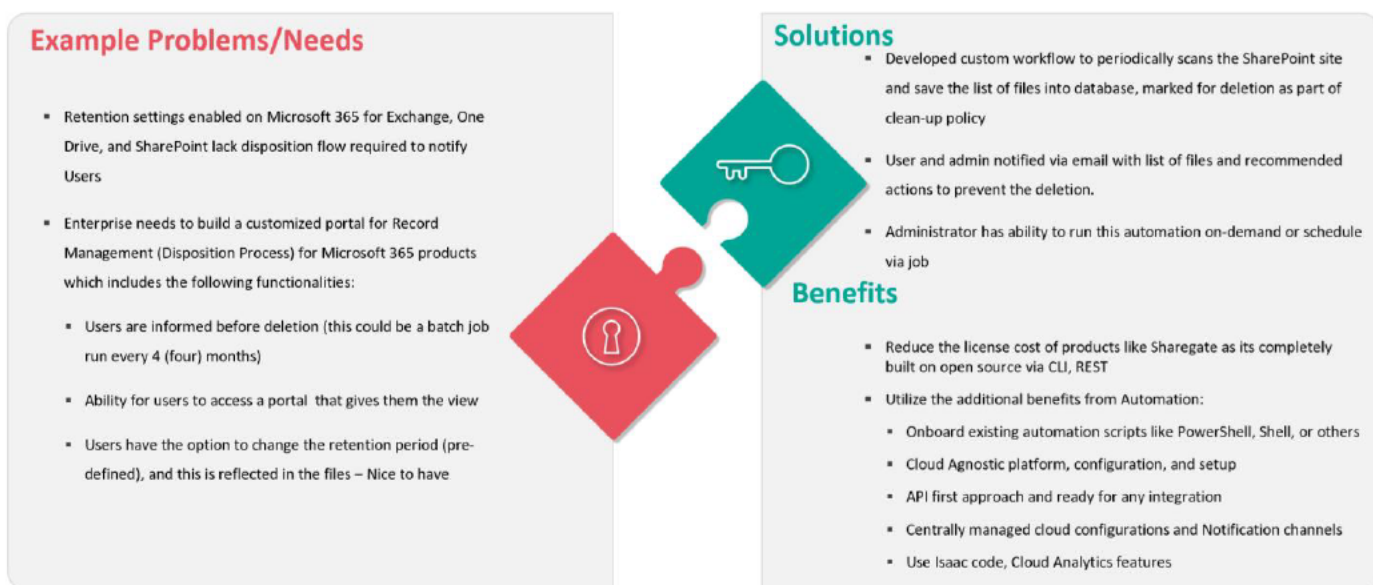 Example Problems/Needs
▪ Retention settings enabled on Microsoft 365 for Exchange, One
Drive, and SharePoint lack disposition flow required to notify
Users
▪ Enterprise needs to build a customized portal for Record
Management (Disposition Process) for Microsoft 365 products
which includes the following functionalities:
▪ Users are informed before deletion (this could be a batch job
run every 4 (four) months)
▪ Ability for users to access a portal that gives them the view
▪ Users have the option to change the retention period (pre-
defined), and this is reflected in the files – Nice to have
Solutions
▪ Developed custom workflow to periodically scans the SharePoint site
and save the list of files into database, marked for deletion as part of
clean-up policy
▪ User and admin notified via email with list of files and recommended
actions to prevent the deletion.
▪ Administrator has ability to run this automation on-demand or schedule
via job
Benefits
▪ Reduce the license cost of products like Sharegate as its completely
built on open source via CLI, REST
▪ Utilize the additional benefits from Automation:
▪ Onboard existing automation scripts like PowerShell, Shell, or others
▪ Cloud Agnostic platform, configuration, and setup
▪ API first approach and ready for any integration
▪ Centrally managed cloud configurations and Notification channels
▪ Use Isaac code, Cloud Analytics features